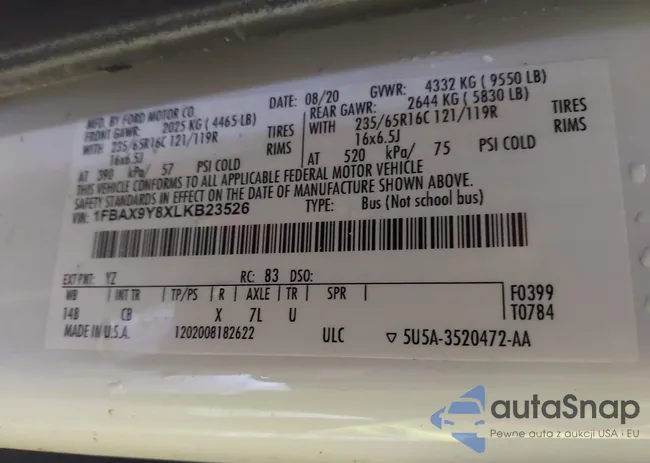 MFD. BY FORD MOTOR CO. DATE: 08/20 GVWR: 4332 KG ( 9550 LB)
FRONT GAWR: 2025 KG ( 4465 LB) REAR GAWR: 2644 KG ( 5830 LB)
WITH 235/65R16C 121/119R TIRES WITH 235/65R16C 121/119R TIRES
16x6.5J RIMS 16x6.5J RIMS
AT 390 kPa/ 57 PSI COLD AT 520 kPa/ 75 PSI COLD
THIS VEHICLE CONFORMS TO ALL APPLICABLE FEDERAL MOTOR VEHICLE
SAFETY STANDARDS IN EFFECT ON THE DATE OF MANUFACTURE SHOWN ABOVE.
VIN: 1FBAX9Y8XLKB23526 TYPE: Bus (Not school bus)
EXT PNT: YZ RC: 83 DSO:
WB INT TR TP/PS R AXLE TR SPR F0399
148 CB X 7L U T0784
MADE IN U.S.A. 1202008182622 ULC ▽ 5U5A-3520472-AA
autoSnap
Pewne auta z aukcji USA i EU